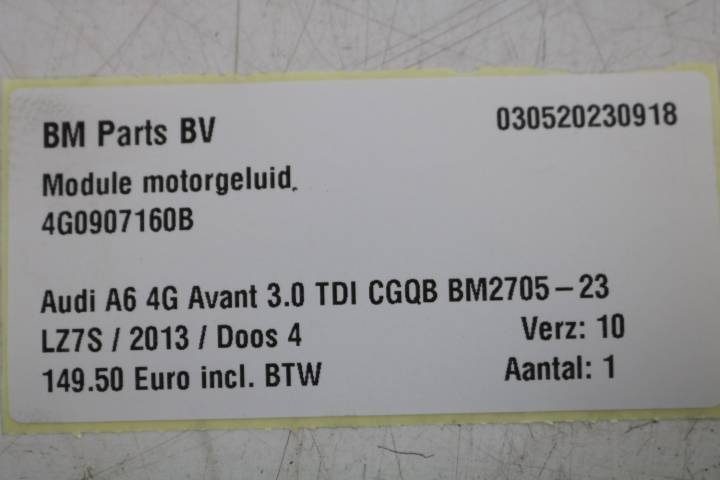 BM Parts BV 030520230918
Module motorgeluid.
4G0907160B
Audi A6 4G Avant 3.0 TDI CGQB BM2705-23
LZ7S / 2013 / Doos 4 Verz: 10
149.50 Euro incl. BTW Aantal: 1